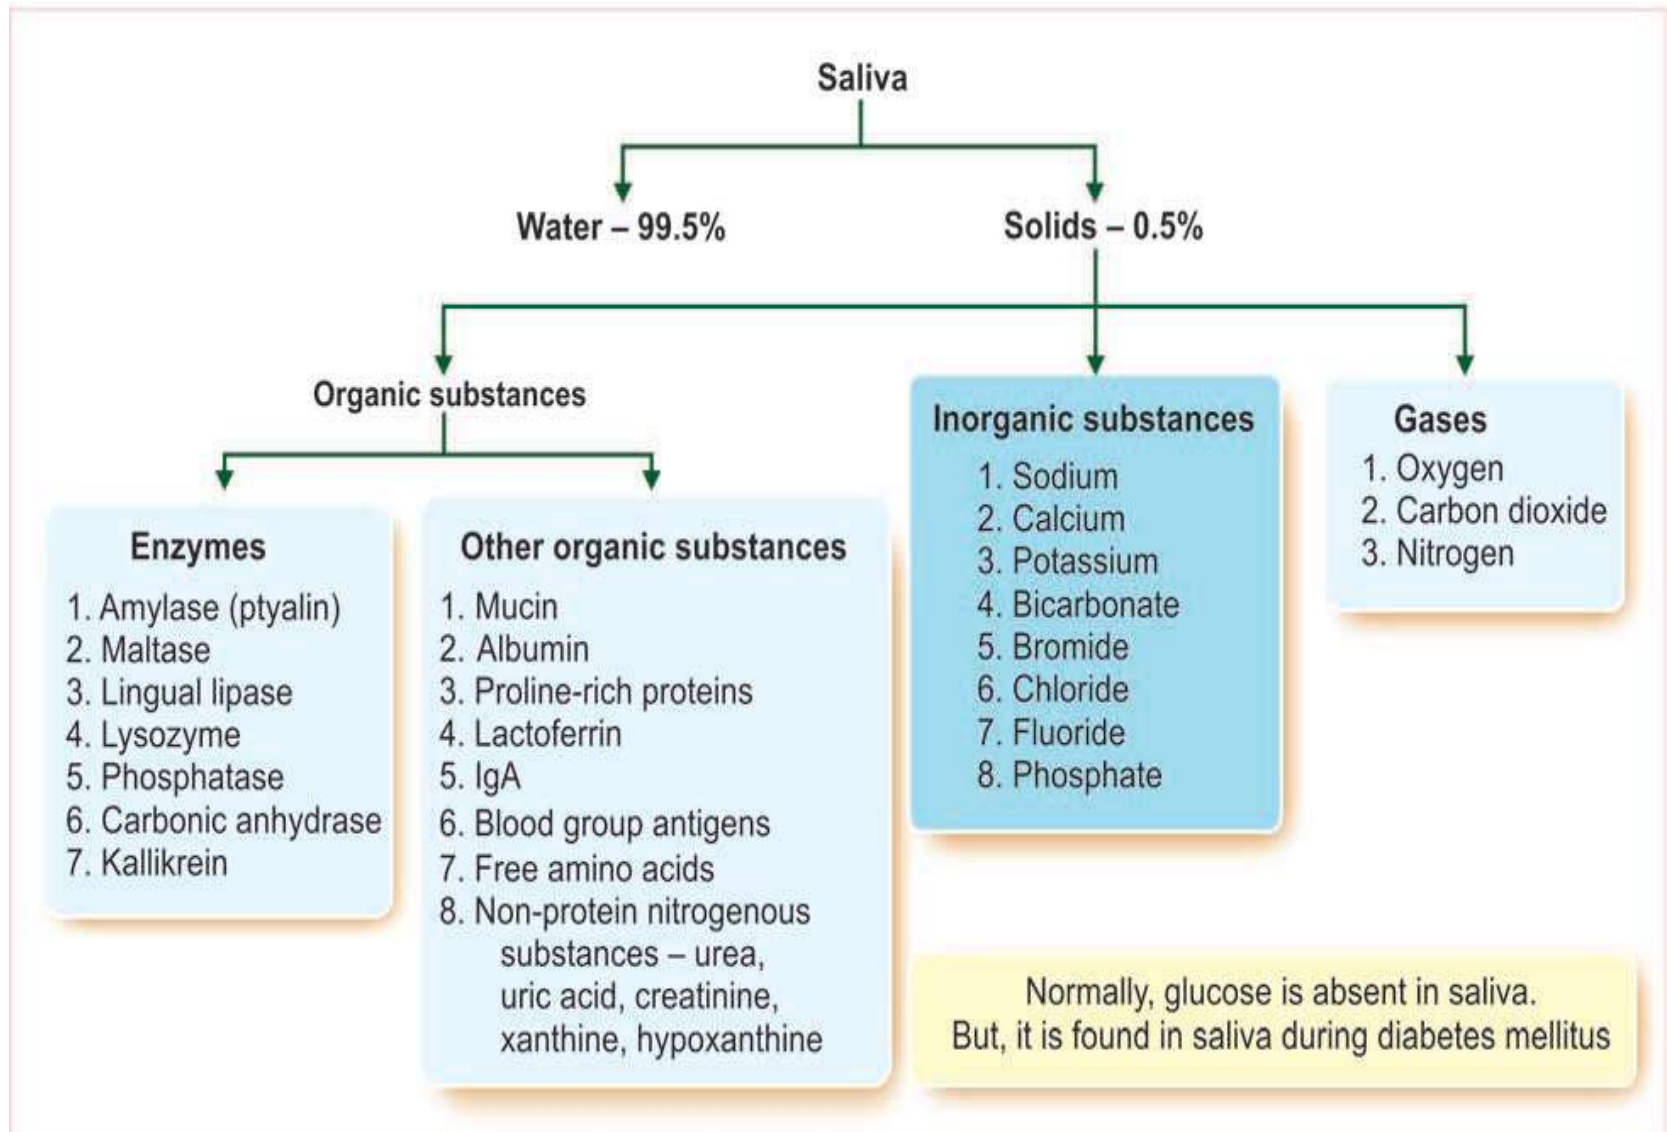 Saliva
Water – 99.5%
Solids – 0.5%
Organic substances
Enzymes
1. Amylase (ptyalin)
2. Maltase
3. Lingual lipase
4. Lysozyme
5. Phosphatase
6. Carbonic anhydrase
7. Kallikrein
Other organic substances
1. Mucin
2. Albumin
3. Proline-rich proteins
4. Lactoferrin
5. IgA
6. Blood group antigens
7. Free amino acids
8. Non-protein nitrogenous
substances – urea,
uric acid, creatinine,
xanthine, hypoxanthine
Inorganic substances
1. Sodium
2. Calcium
3. Potassium
4. Bicarbonate
5. Bromide
6. Chloride
7. Fluoride
8. Phosphate
Gases
1. Oxygen
2. Carbon dioxide
3. Nitrogen
Normally, glucose is absent in saliva.
But, it is found in saliva during diabetes mellitus